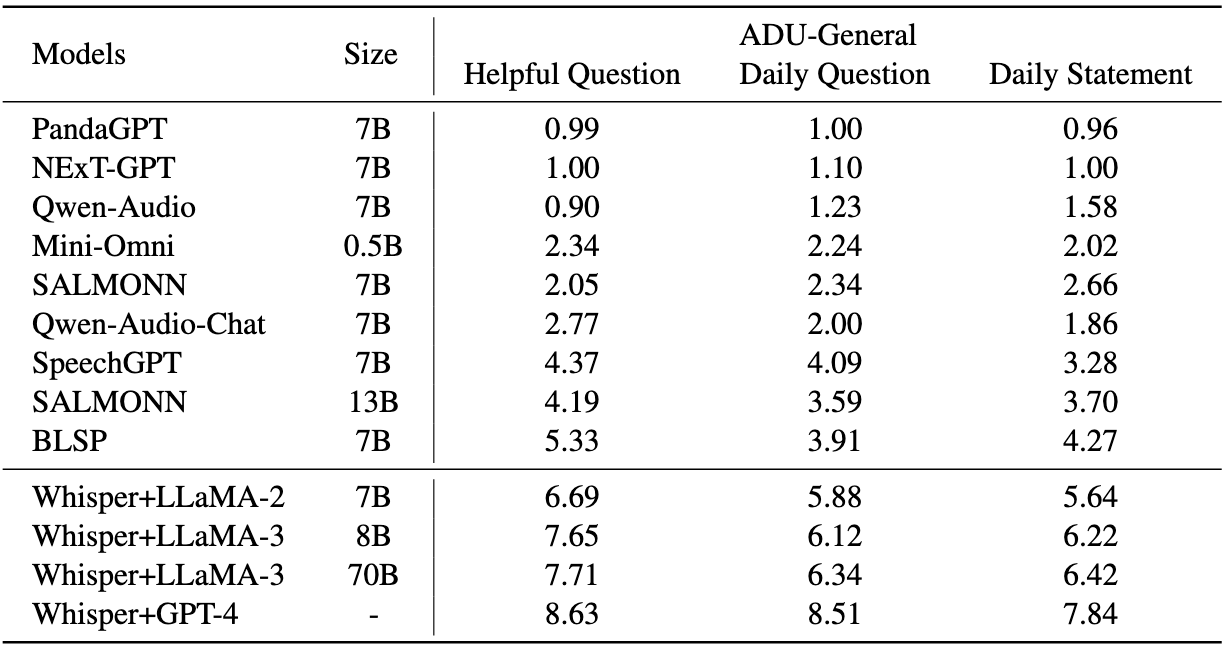 ADU-General
Models Size Helpful Question Daily Question Daily Statement
PandaGPT 7B 0.99 1.00 0.96
NExT-GPT 7B 1.00 1.10 1.00
Qwen-Audio 7B 0.90 1.23 1.58
Mini-Omni 0.5B 2.34 2.24 2.02
SALMONN 7B 2.05 2.34 2.66
Qwen-Audio-Chat 7B 2.77 2.00 1.86
SpeechGPT 7B 4.37 4.09 3.28
SALMONN 13B 4.19 3.59 3.70
BLSP 7B 5.33 3.91 4.27
Whisper+LLaMA-2 7B 6.69 5.88 5.64
Whisper+LLaMA-3 8B 7.65 6.12 6.22
Whisper+LLaMA-3 70B 7.71 6.34 6.42
Whisper+GPT-4 - 8.63 8.51 7.84